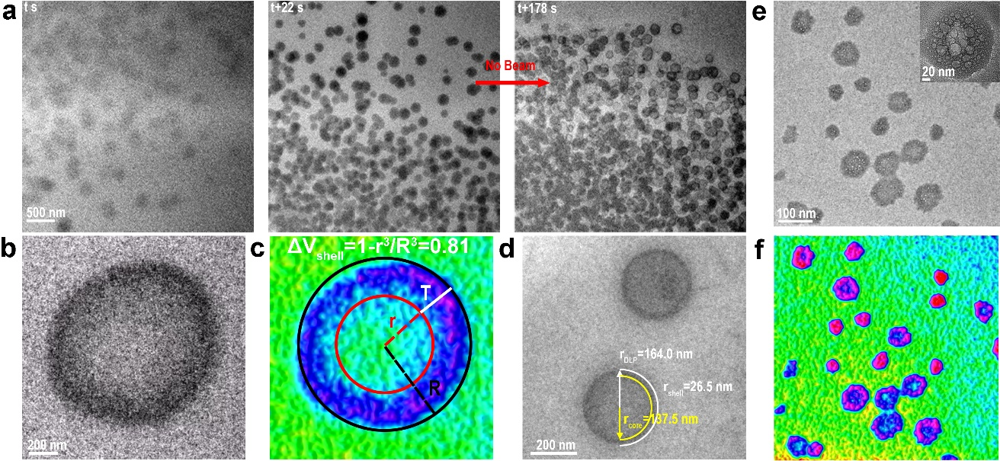 a
t s
500 nm
t+22 s
No Beam
t+178 s
e
20 nm
100 nm
b
200 nm
c
ΔVshell=1-r³/R³=0.81
T
r
R
d
rDLP=164.0 nm
rshell=26.5 nm
rcore=137.5 nm
200 nm
f